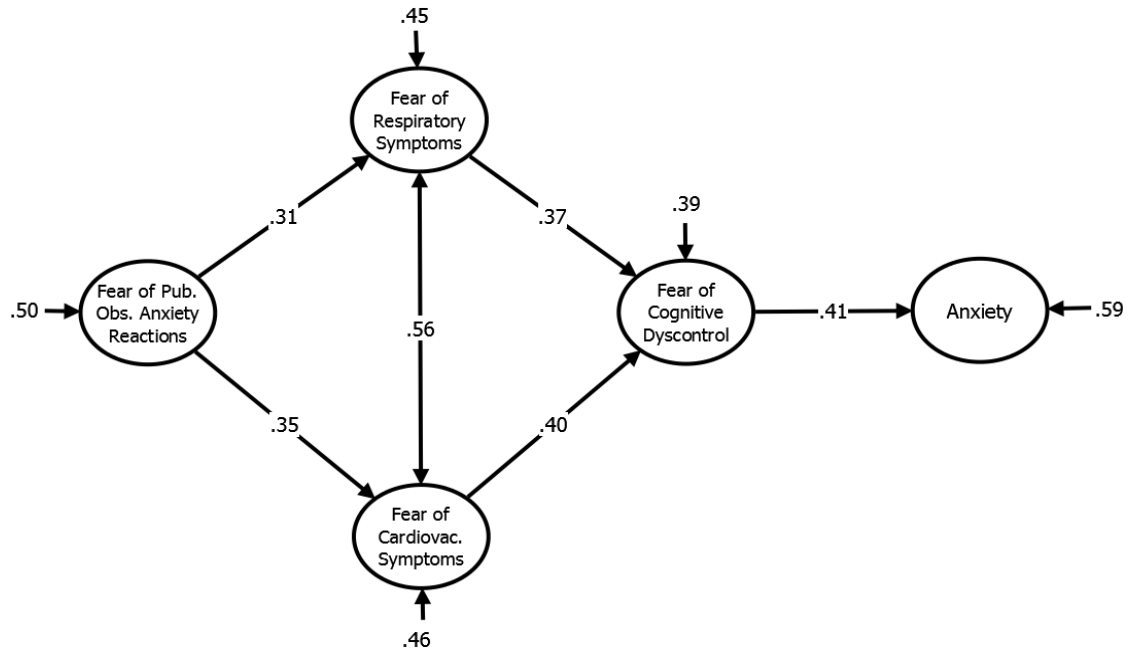 .45
Fear of
Respiratory
Symptoms
.31
.37
.39
.50
Fear of Pub.
Obs. Anxiety
Reactions
.56
Fear of
Cognitive
Dyscontrol
.41
Anxiety
.59
.35
.40
Fear of
Cardiovac.
Symptoms
.46